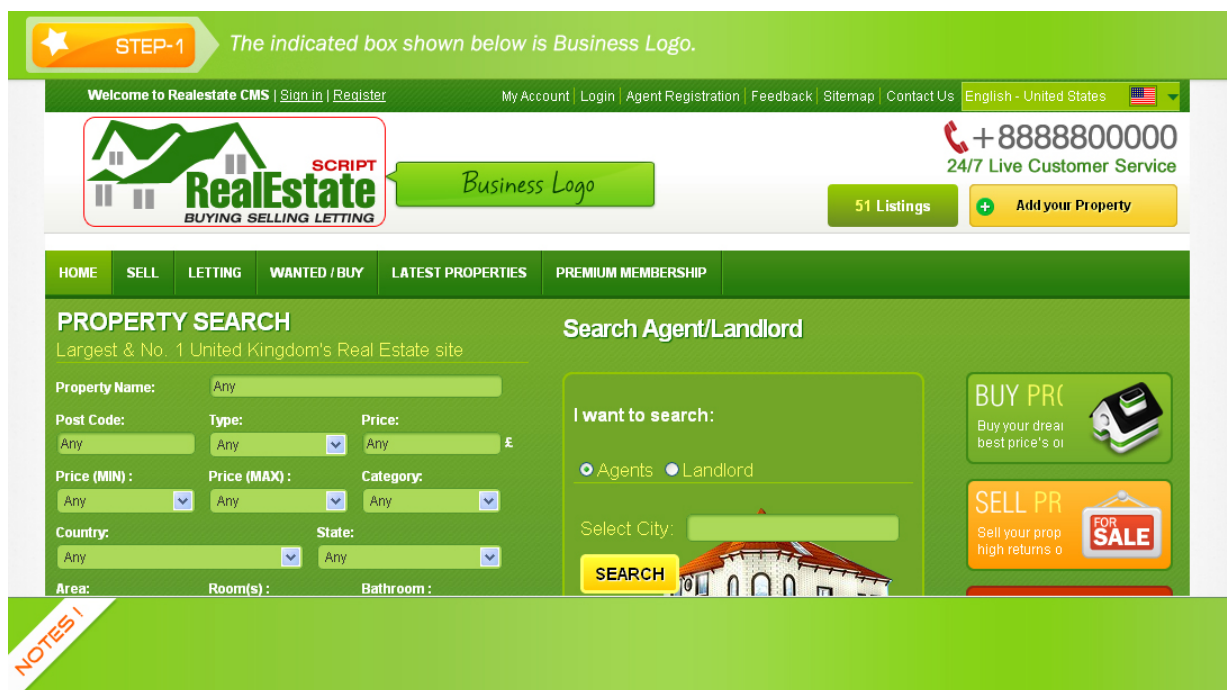 STEP-1
The indicated box shown below is Business Logo.
Welcome to Realestate CMS | Sign in | Register
My Account | Login | Agent Registration | Feedback | Sitemap | Contact Us
English - United States
SCRIPT
RealEstate
BUYING SELLING LETTING
Business Logo
+8888800000
24/7 Live Customer Service
51 Listings
Add your Property
HOME SELL LETTING WANTED / BUY LATEST PROPERTIES PREMIUM MEMBERSHIP
PROPERTY SEARCH
Largest & No. 1 United Kingdom's Real Estate site
Property Name: Any
Post Code: Type: Price:
Any Any Any £
Price (MIN) : Price (MAX) : Category:
Any Any Any
Country: State:
Any Any
Area: Room(s) : Bathroom :
Search Agent/Landlord
I want to search:
Agents Landlord
Select City:
SEARCH
BUY PR
Buy your drea
best price's o
SELL PR
Sell your prop
high returns o
FOR
SALE
NOTES !